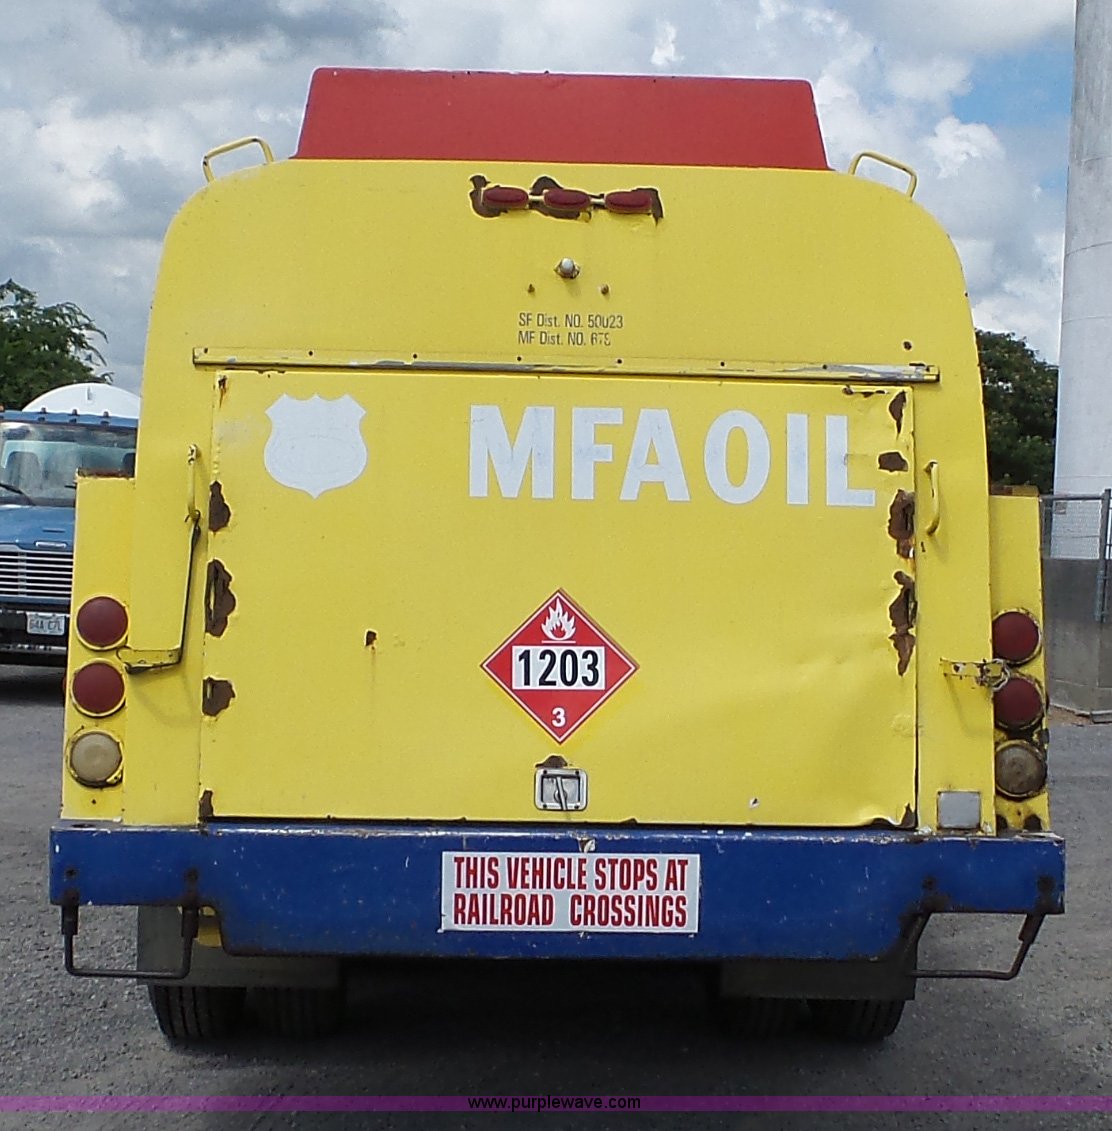 SF Dist. NO. 50023
MF Dist. NO. 678
MFA OIL
1203
3
THIS VEHICLE STOPS AT
RAILROAD CROSSINGS
www.purplewave.com